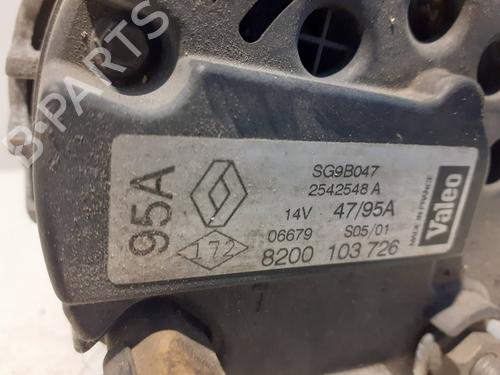 B-PARTS
95A
SG9B047
2542548 A
14V 47/95A
172
06679 S05/01
8200 103 726
MADE IN FRANCE
Valeo